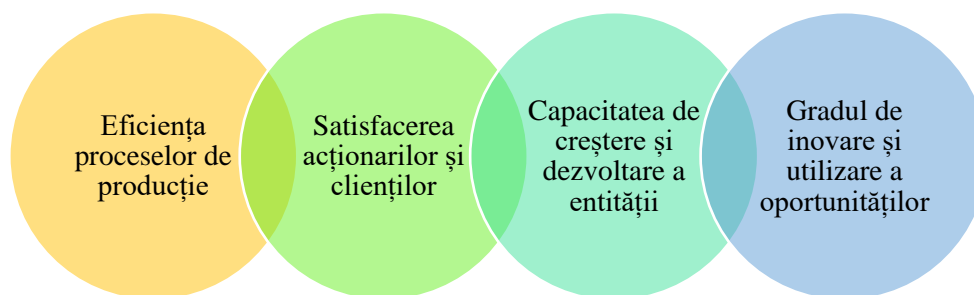 Eficiența
proceselor de
producție
Satisfacerea
acționarilor și
clienților
Capacitatea de
creștere și
dezvoltare a
entității
Gradul de
inovare și
utilizare a
oportunităților